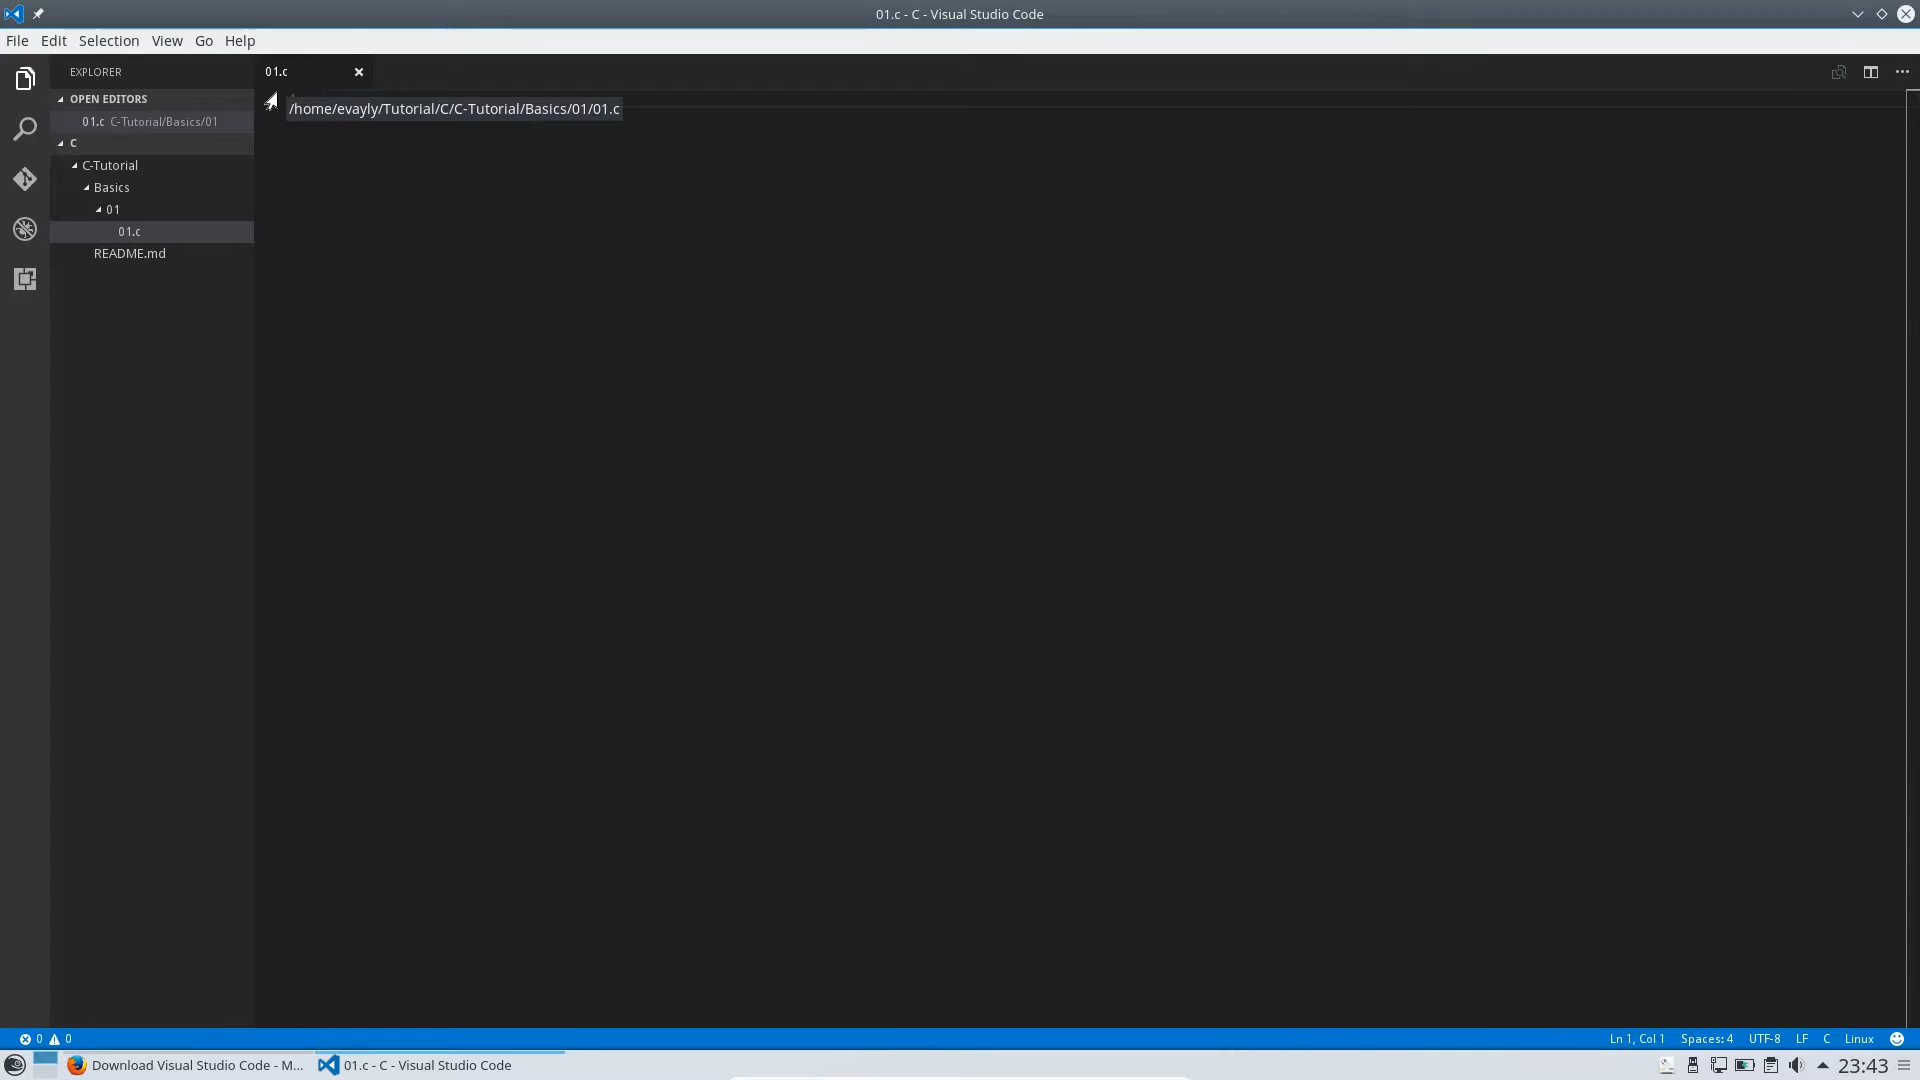 01.c - C - Visual Studio Code
File Edit Selection View Go Help
EXPLORER
01.c
OPEN EDITORS
/home/evayly/Tutorial/C/C-Tutorial/Basics/01/01.c
01.c C-Tutorial/Basics/01
C
C-Tutorial
Basics
01
01.c
README.md
0 0
Ln 1, Col 1 Spaces: 4 UTF-8 LF C Linux
Download Visual Studio Code - M... 01.c - C - Visual Studio Code 23:43